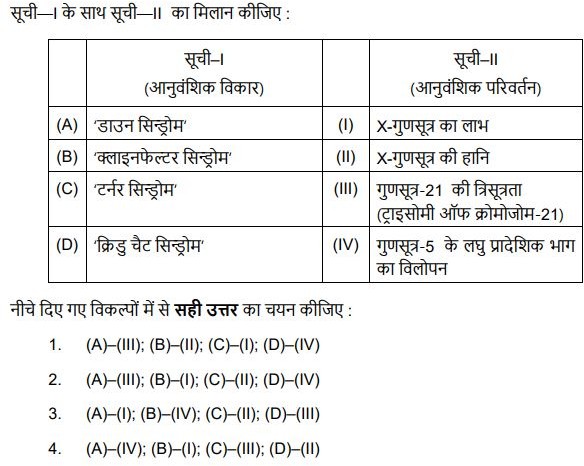 सूची—I के साथ सूची—II का मिलान कीजिए :
सूची–I
(आनुवंशिक विकार)
सूची–II
(आनुवंशिक परिवर्तन)
(A) ‘डाउन सिन्ड्रोम’ (I) X-गुणसूत्र का लाभ
(B) ‘क्लाइनफेल्टर सिन्ड्रोम’ (II) X-गुणसूत्र की हानि
(C) ‘टर्नर सिन्ड्रोम’ (III) गुणसूत्र-21 की त्रिसूत्रता
(ट्राइसोमी ऑफ क्रोमोजोम-21)
(D) ‘क्रिडु चैट सिन्ड्रोम’ (IV) गुणसूत्र-5 के लघु प्रादेशिक भाग
का विलोपन
नीचे दिए गए विकल्पों में से सही उत्तर का चयन कीजिए :
1. (A)–(III); (B)–(II); (C)–(I); (D)–(IV)
2. (A)–(III); (B)–(I); (C)–(II); (D)–(IV)
3. (A)–(I); (B)–(IV); (C)–(II); (D)–(III)
4. (A)–(IV); (B)–(I); (C)–(III); (D)–(II)